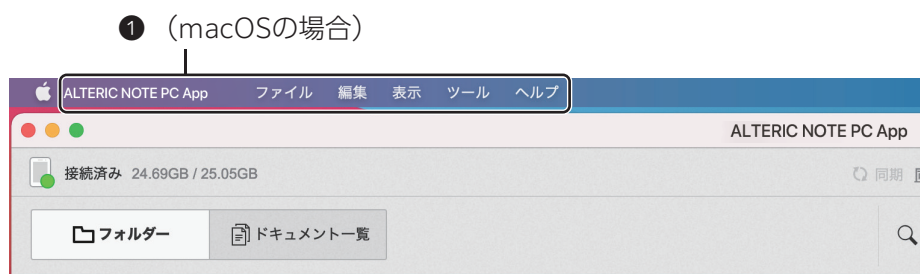 ❶（macOSの場合）
ALTERIC NOTE PC App ファイル 編集 表示 ツール ヘルプ
ALTERIC NOTE PC App
接続済み 24.69GB / 25.05GB 同期
フォルダー ドキュメント一覧